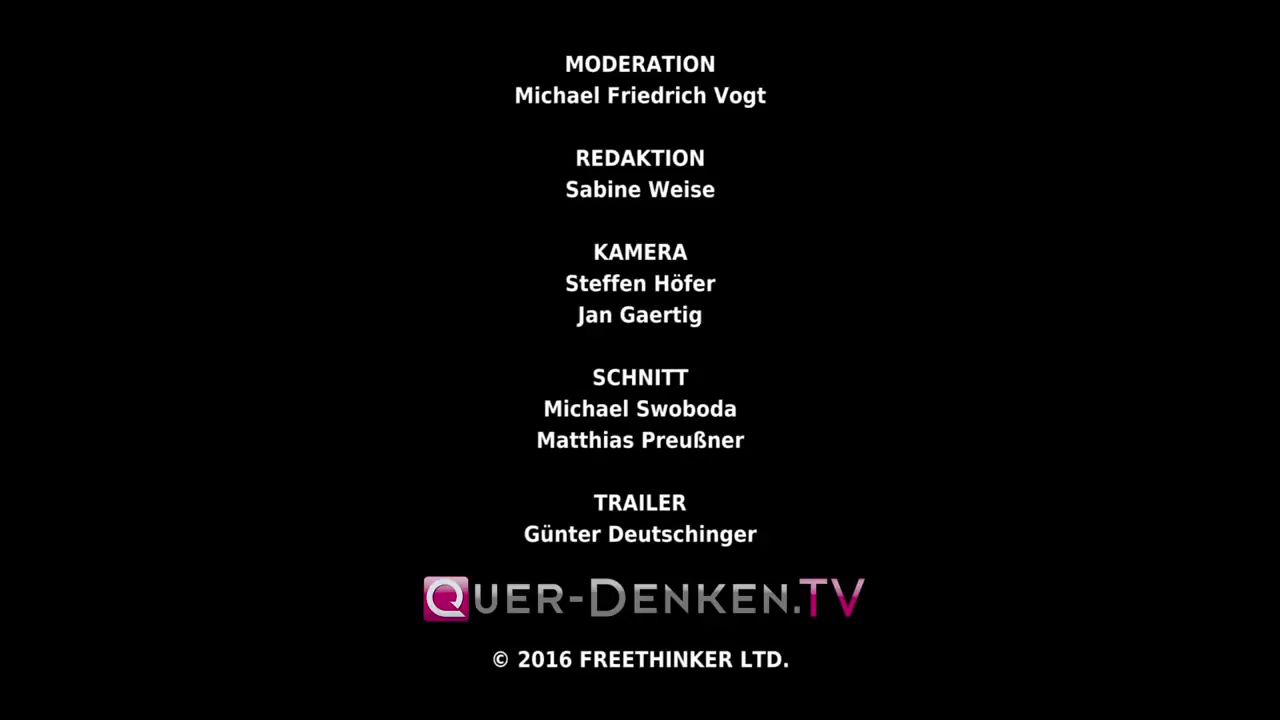 MODERATION
Michael Friedrich Vogt
REDAKTION
Sabine Weise
KAMERA
Steffen Höfer
Jan Gaertig
SCHNITT
Michael Swoboda
Matthias Preußner
TRAILER
Günter Deutschinger
QUER-DENKEN.TV
© 2016 FREETHINKER LTD.